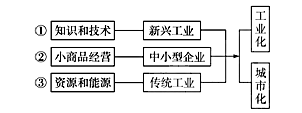 ① 知识和技术 新兴工业
② 小商品经营 中小型企业
③ 资源和能源 传统工业
工业化
城市化